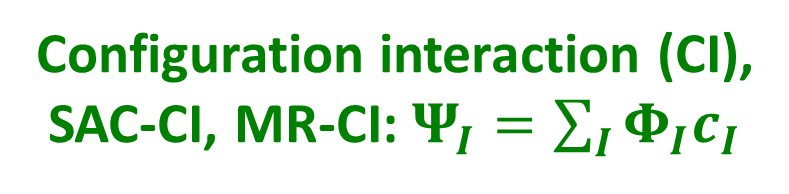 Configuration interaction (CI),
SAC-CI, MR-CI: Ψ_I = ∑_I Φ_I c_I